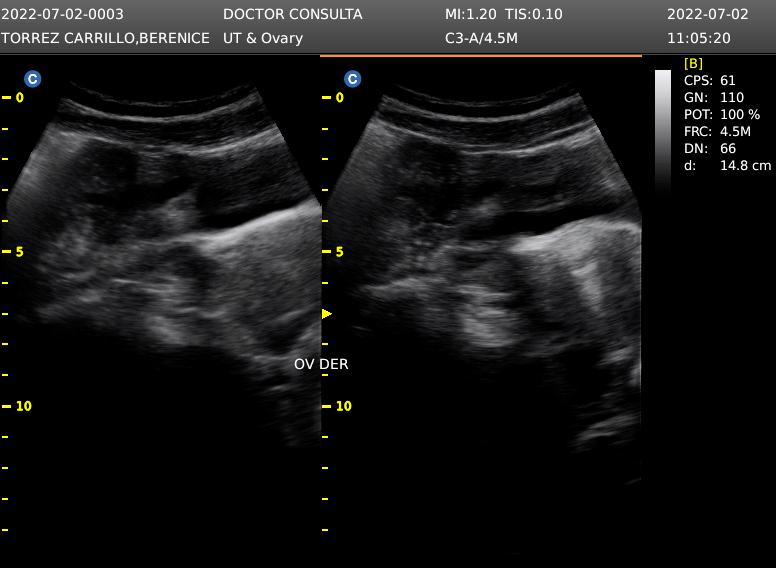 2022-07-02-0003 DOCTOR CONSULTA MI:1.20 TIS:0.10 2022-07-02
TORREZ CARRILLO,BERENICE UT & Ovary C3-A/4.5M 11:05:20
[B]
CPS: 61
GN: 110
POT: 100 %
FRC: 4.5M
DN: 66
d: 14.8 cm
C C
0 0
5 5
OV DER
10 10